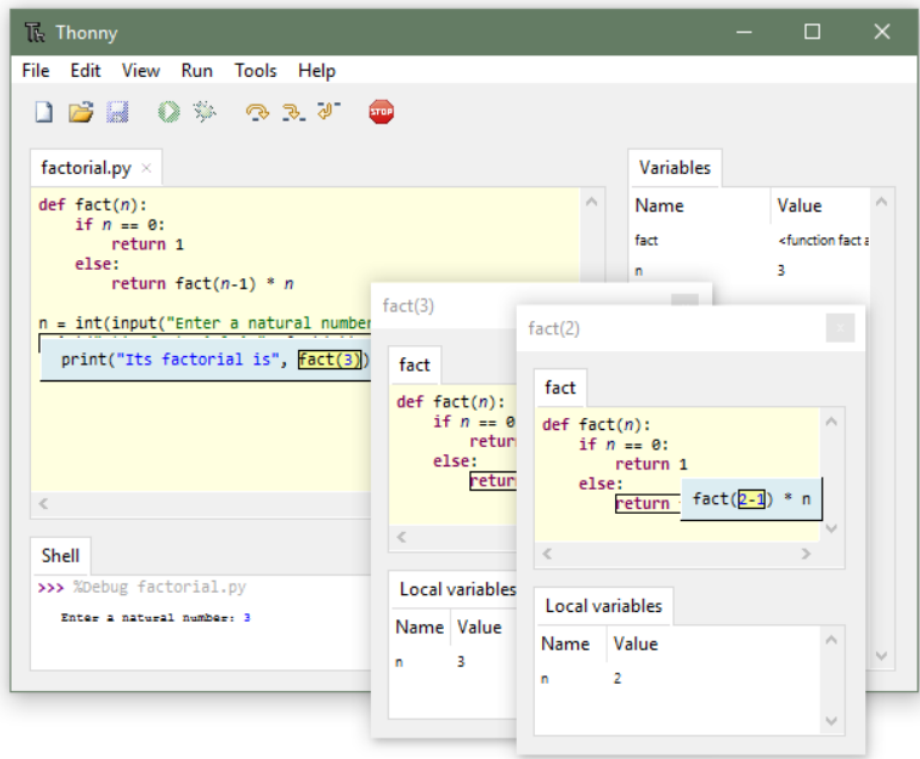 Thonny
File Edit View Run Tools Help
STOP
factorial.py
def fact(n):
    if n == 0:
        return 1
    else:
        return fact(n-1) * n
n = int(input("Enter a natural number
print("Its factorial is", fact(3))
Shell
>>> %Debug factorial.py
Enter a natural number: 3
Variables
Name Value
fact <function fact a
n 3
fact(3)
fact
def fact(n):
    if n == 0
        retur
    else:
        retur
Local variables
Name Value
n 3
fact(2)
fact
def fact(n):
    if n == 0:
        return 1
    else:
        return fact(2-1) * n
Local variables
Name Value
n 2